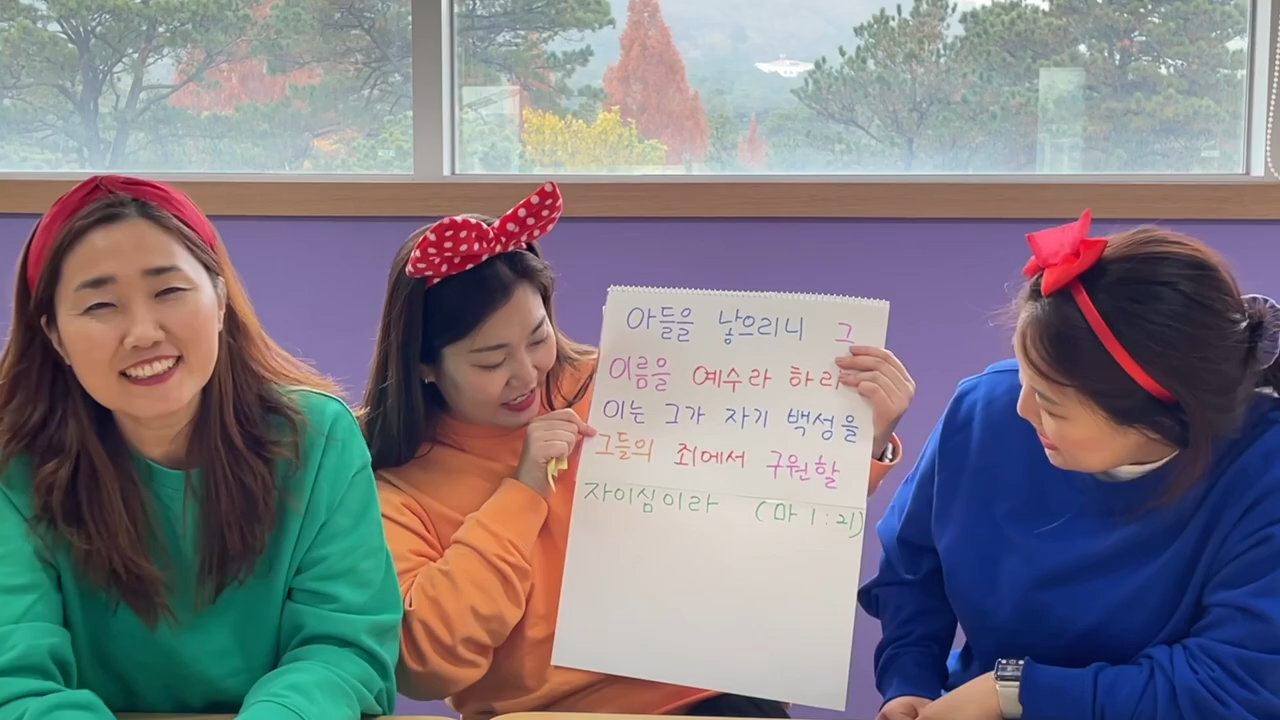 아들을 낳으리니 그
이름을 예수라 하라
이는 그가 자기 백성을
그들의 죄에서 구원할
자이심이라 (마 1:21)